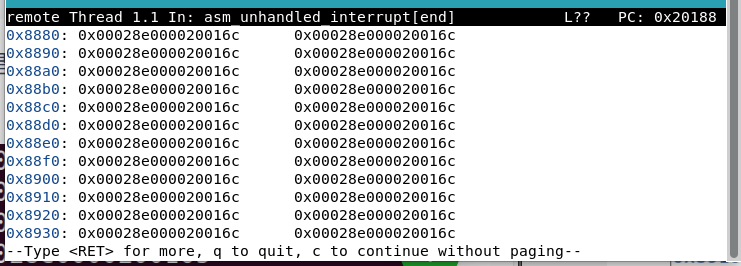 remote Thread 1.1 In: asm_unhandled_interrupt[end] L?? PC: 0x20188
0x8880: 0x00028e000020016c 0x00028e000020016c
0x8890: 0x00028e000020016c 0x00028e000020016c
0x88a0: 0x00028e000020016c 0x00028e000020016c
0x88b0: 0x00028e000020016c 0x00028e000020016c
0x88c0: 0x00028e000020016c 0x00028e000020016c
0x88d0: 0x00028e000020016c 0x00028e000020016c
0x88e0: 0x00028e000020016c 0x00028e000020016c
0x88f0: 0x00028e000020016c 0x00028e000020016c
0x8900: 0x00028e000020016c 0x00028e000020016c
0x8910: 0x00028e000020016c 0x00028e000020016c
0x8920: 0x00028e000020016c 0x00028e000020016c
0x8930: 0x00028e000020016c 0x00028e000020016c
--Type <RET> for more, q to quit, c to continue without paging--